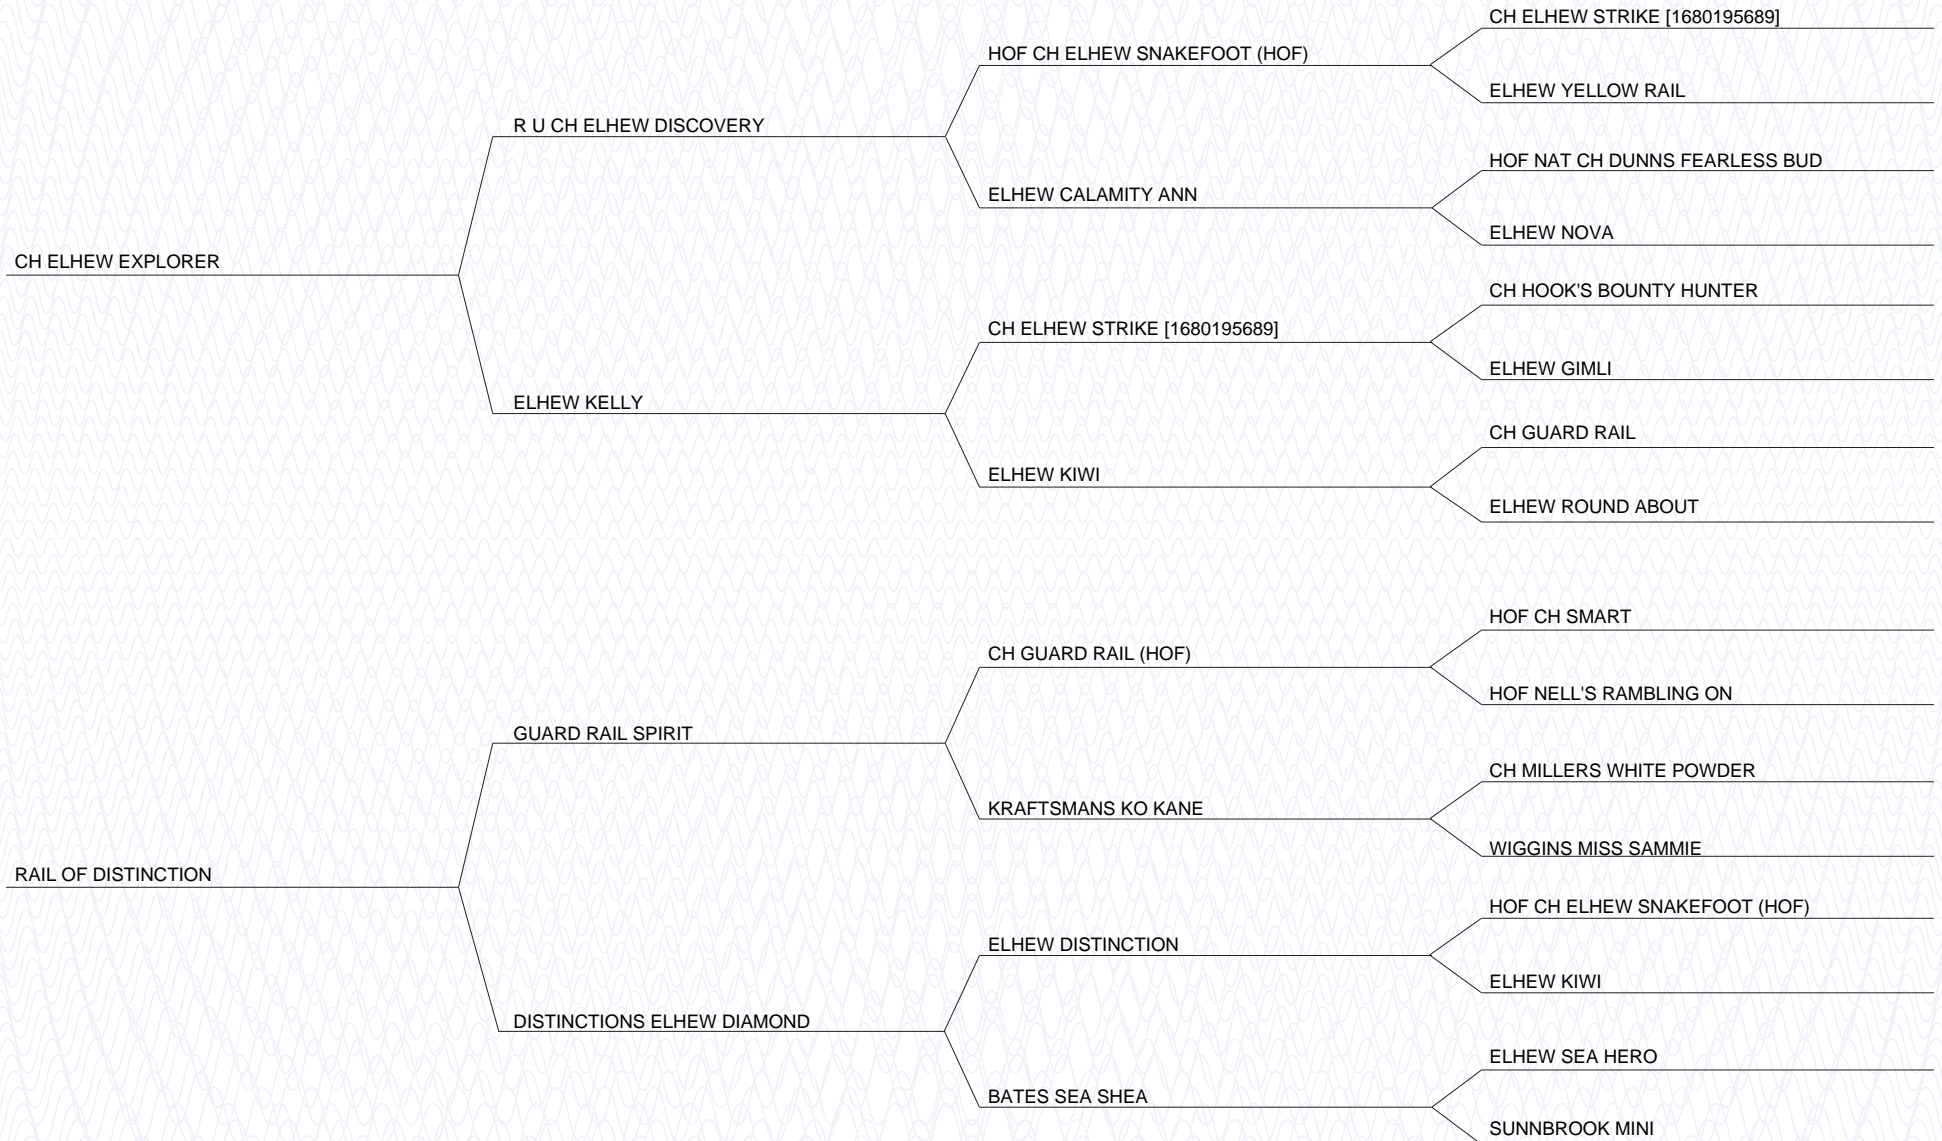 CH ELHEW STRIKE [1680195689]
HOF CH ELHEW SNAKEFOOT (HOF)
ELHEW YELLOW RAIL
R U CH ELHEW DISCOVERY
HOF NAT CH DUNNS FEARLESS BUD
ELHEW CALAMITY ANN
ELHEW NOVA
CH ELHEW EXPLORER
CH HOOK'S BOUNTY HUNTER
CH ELHEW STRIKE [1680195689]
ELHEW GIMLI
ELHEW KELLY
CH GUARD RAIL
ELHEW KIWI
ELHEW ROUND ABOUT
HOF CH SMART
CH GUARD RAIL (HOF)
HOF NELL'S RAMBLING ON
GUARD RAIL SPIRIT
CH MILLERS WHITE POWDER
KRAFTSMANS KO KANE
WIGGINS MISS SAMMIE
RAIL OF DISTINCTION
HOF CH ELHEW SNAKEFOOT (HOF)
ELHEW DISTINCTION
ELHEW KIWI
DISTINCTIONS ELHEW DIAMOND
ELHEW SEA HERO
BATES SEA SHEA
SUNNBROOK MINI